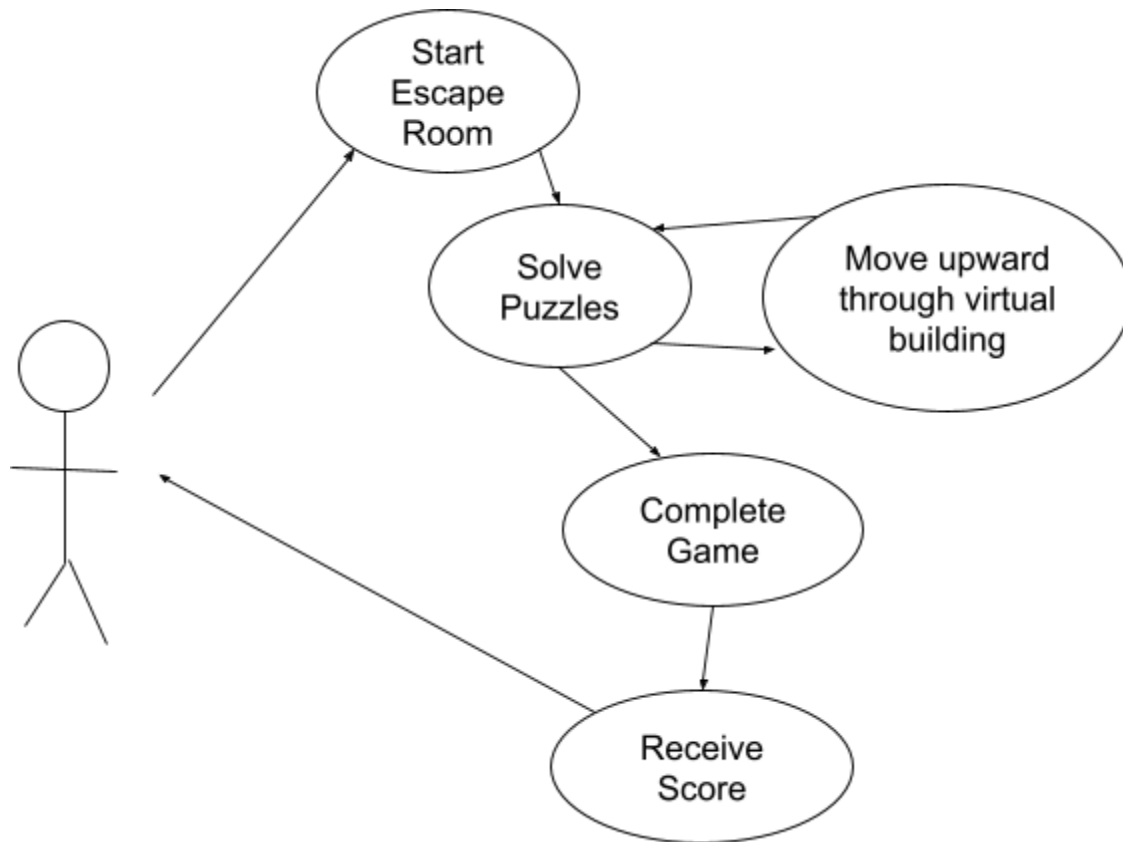 Start
Escape
Room
Solve
Puzzles
Move upward
through virtual
building
Complete
Game
Receive
Score